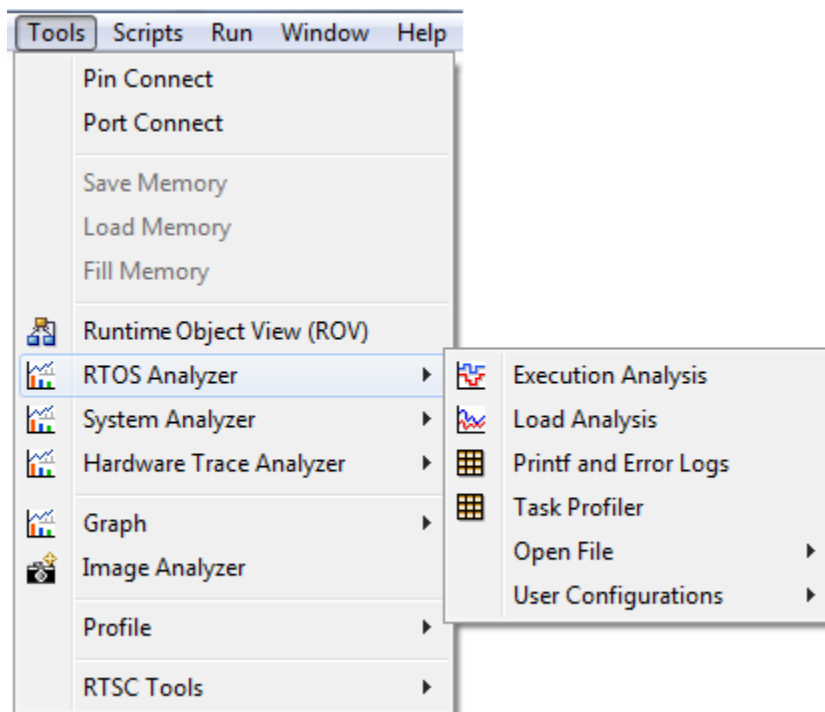 Tools Scripts Run Window Help
Pin Connect
Port Connect
Save Memory
Load Memory
Fill Memory
Runtime Object View (ROV)
RTOS Analyzer
System Analyzer
Hardware Trace Analyzer
Graph
Image Analyzer
Profile
RTSC Tools
Execution Analysis
Load Analysis
Printf and Error Logs
Task Profiler
Open File
User Configurations